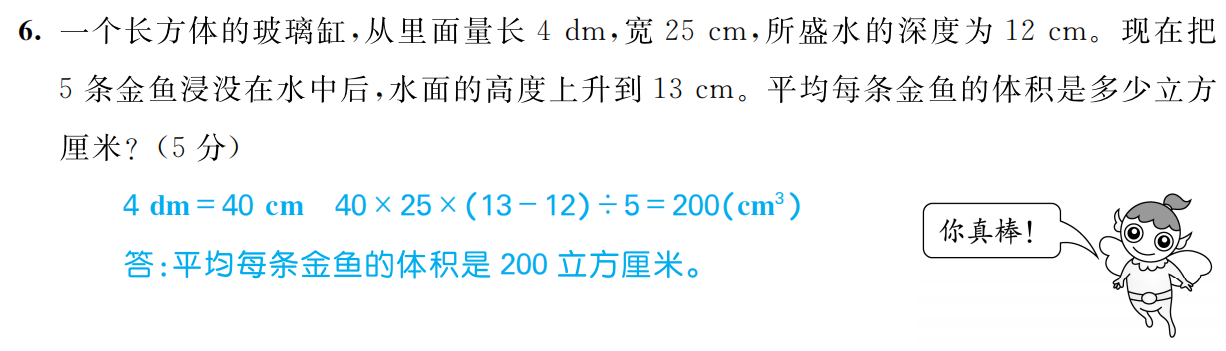 6. 一个长方体的玻璃缸,从里面量长 4 dm,宽 25 cm,所盛水的深度为 12 cm。现在把
5 条金鱼浸没在水中后,水面的高度上升到 13 cm。平均每条金鱼的体积是多少立方
厘米?(5 分)
4 dm=40 cm 40×25×(13-12)÷5=200(cm³)
答:平均每条金鱼的体积是 200 立方厘米。
你真棒!